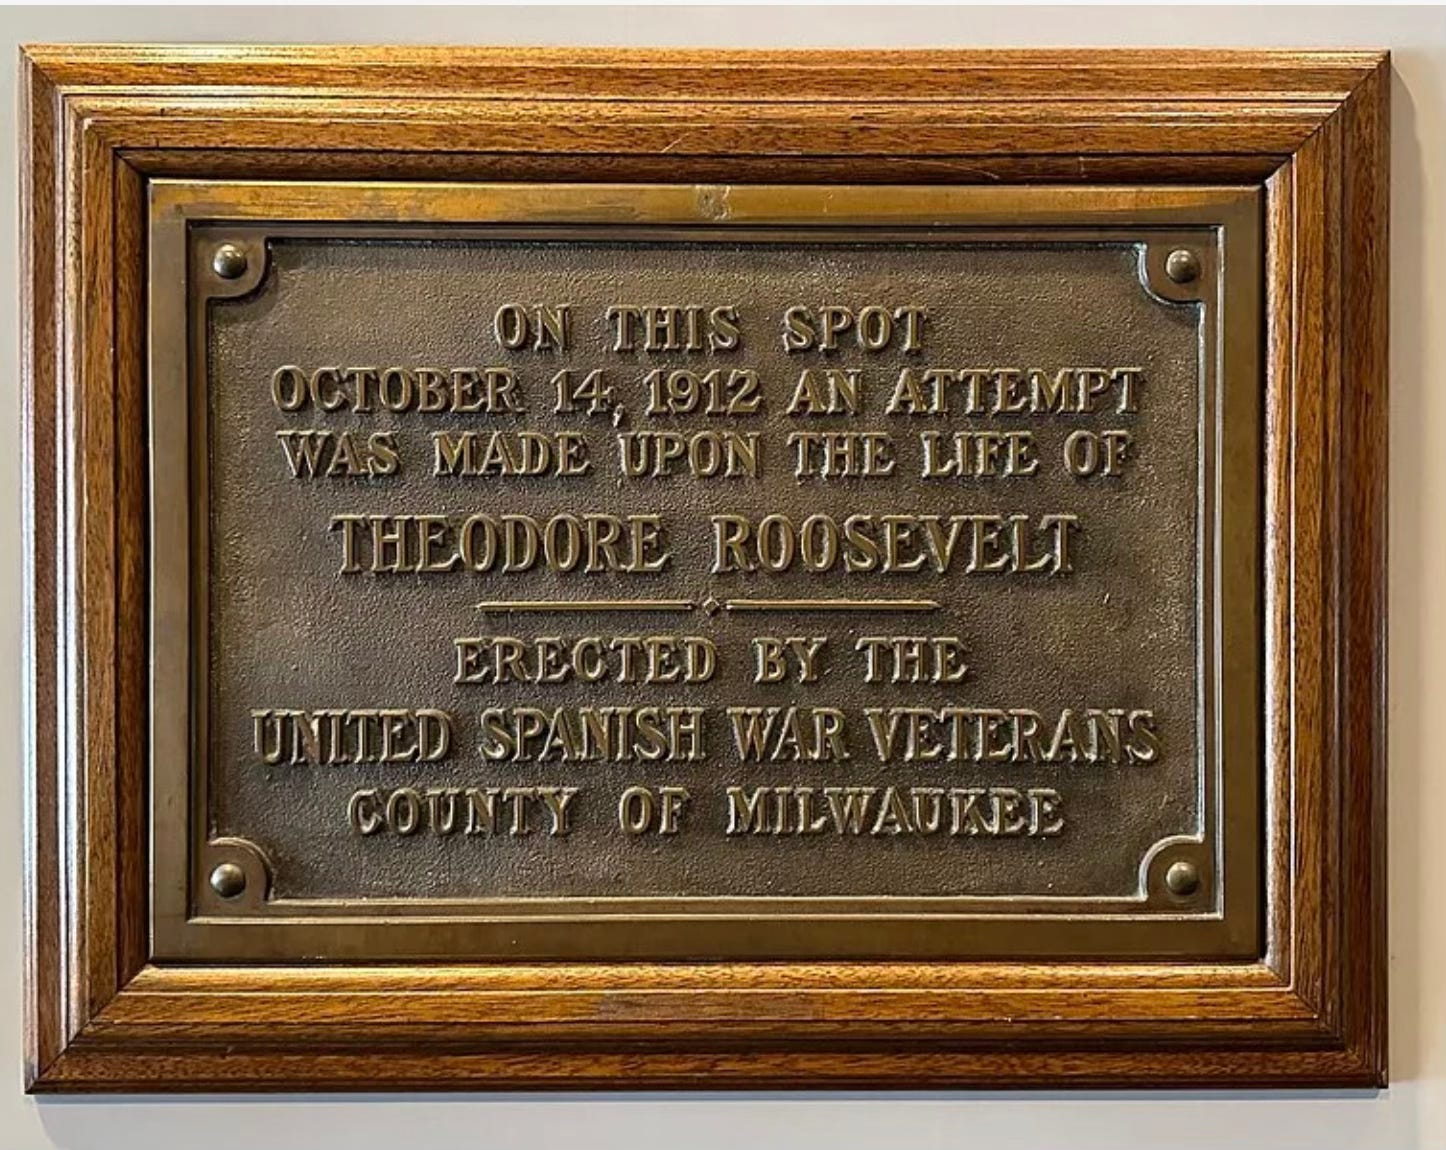 ON THIS SPOT
OCTOBER 14, 1912 AN ATTEMPT
WAS MADE UPON THE LIFE OF
THEODORE ROOSEVELT
ERECTED BY THE
UNITED SPANISH WAR VETERANS
COUNTY OF MILWAUKEE